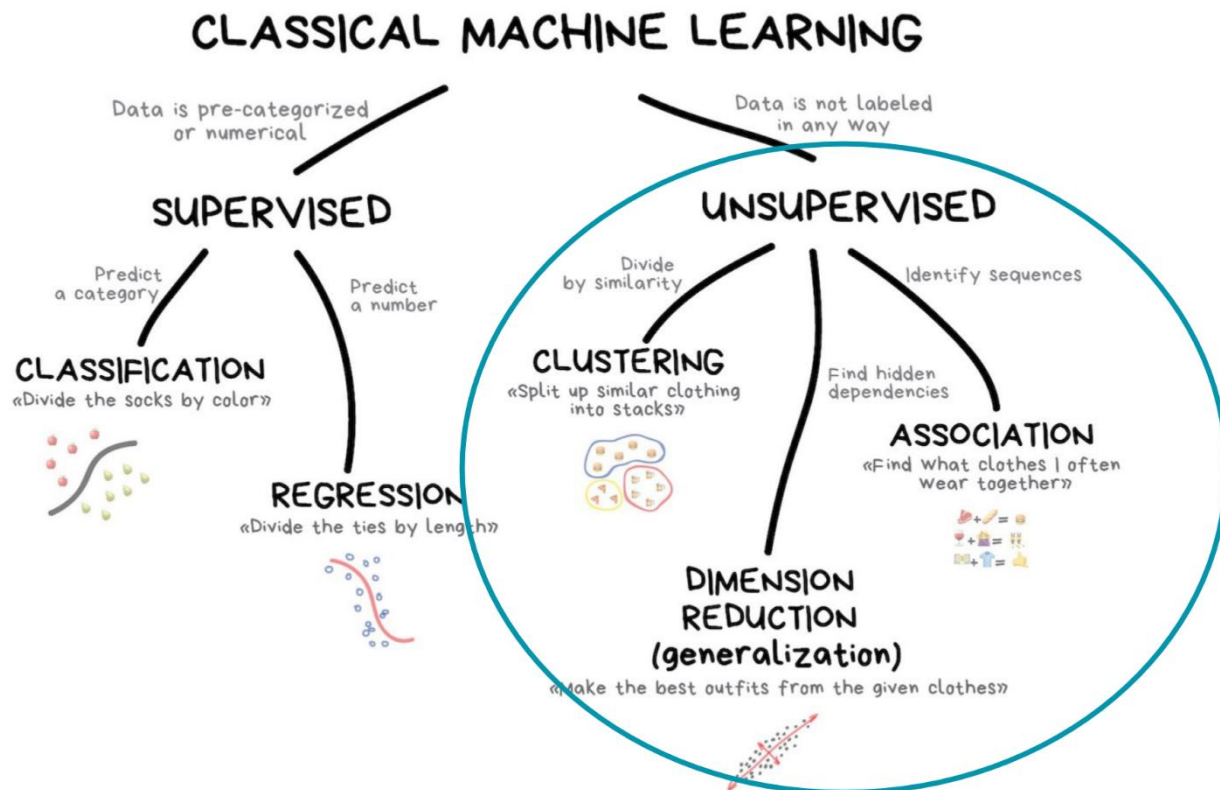 CLASSICAL MACHINE LEARNING
Data is pre-categorized
or numerical
Data is not labeled
in any way
SUPERVISED
UNSUPERVISED
Predict
a category
Predict
a number
Divide
by similarity
Identify sequences
CLASSIFICATION
«Divide the socks by color»
CLUSTERING
«Split up similar clothing
into stacks»
Find hidden
dependencies
ASSOCIATION
«Find what clothes I often
wear together»
REGRESSION
«Divide the ties by length»
DIMENSION
REDUCTION
(generalization)
«Make the best outfits from the given clothes»
+ =
+ =
+ =